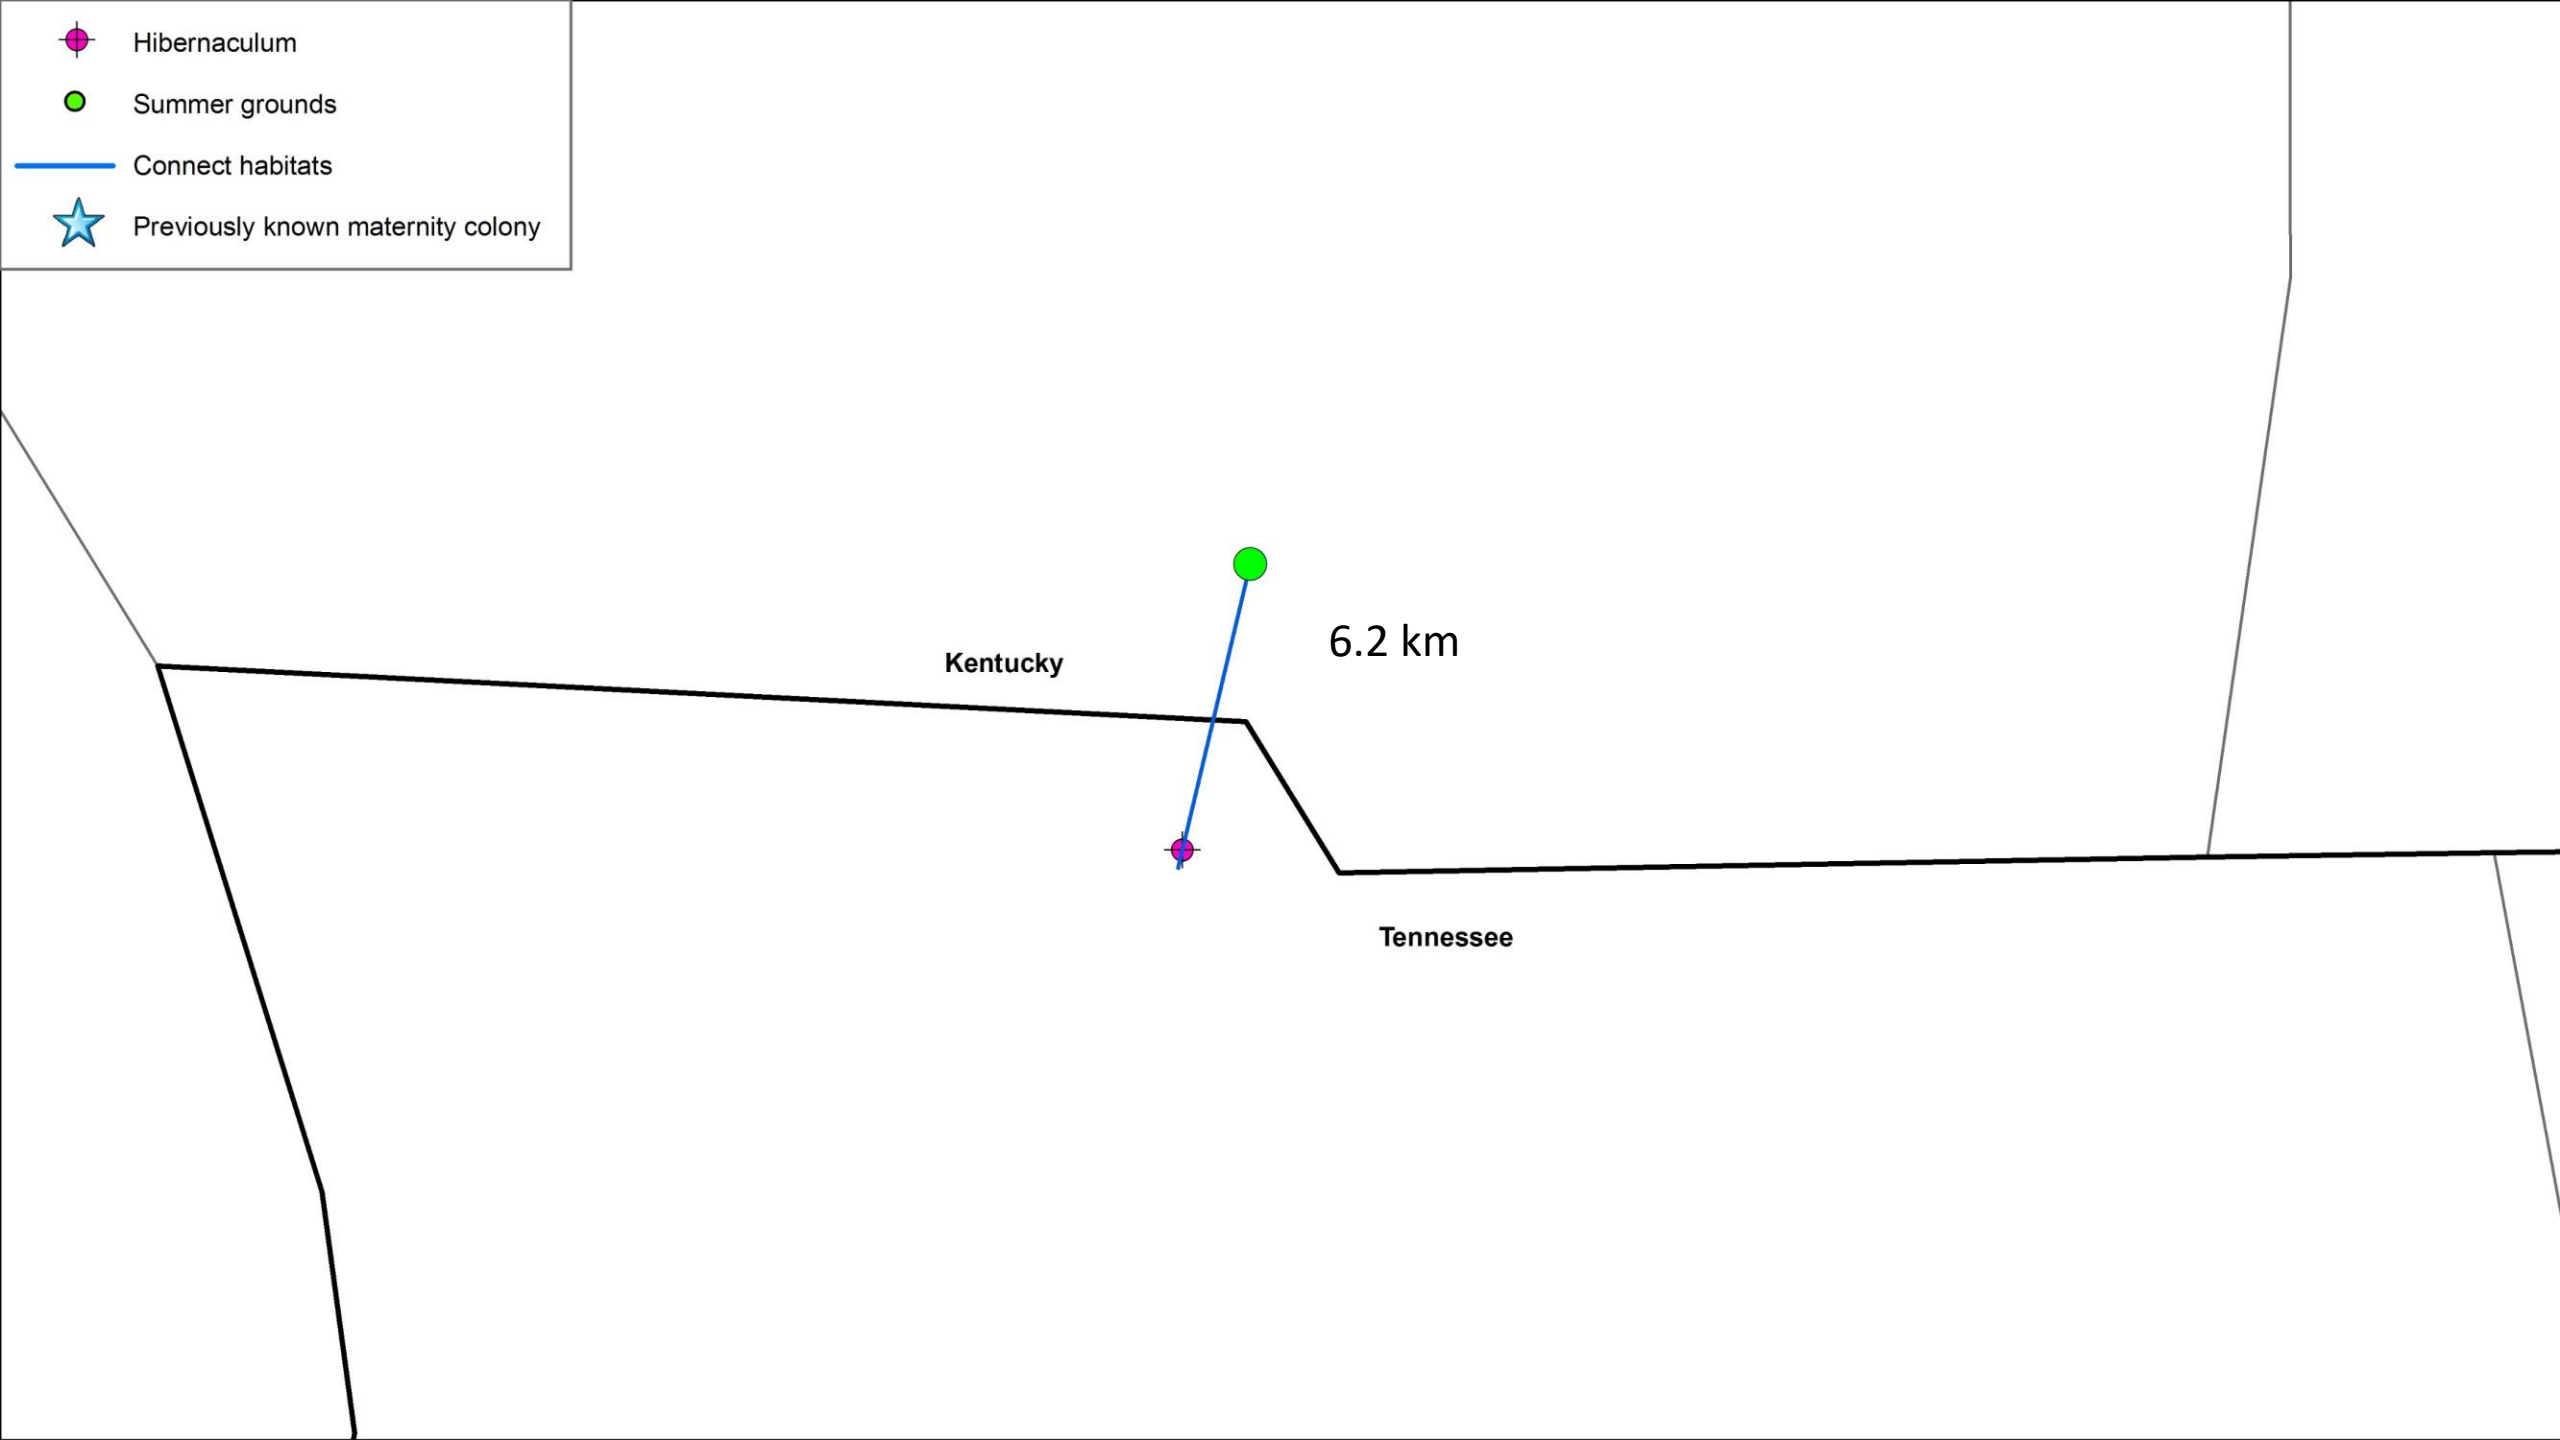 Hibernaculum
Summer grounds
Connect habitats
Previously known maternity colony
6.2 km
Kentucky
Tennessee